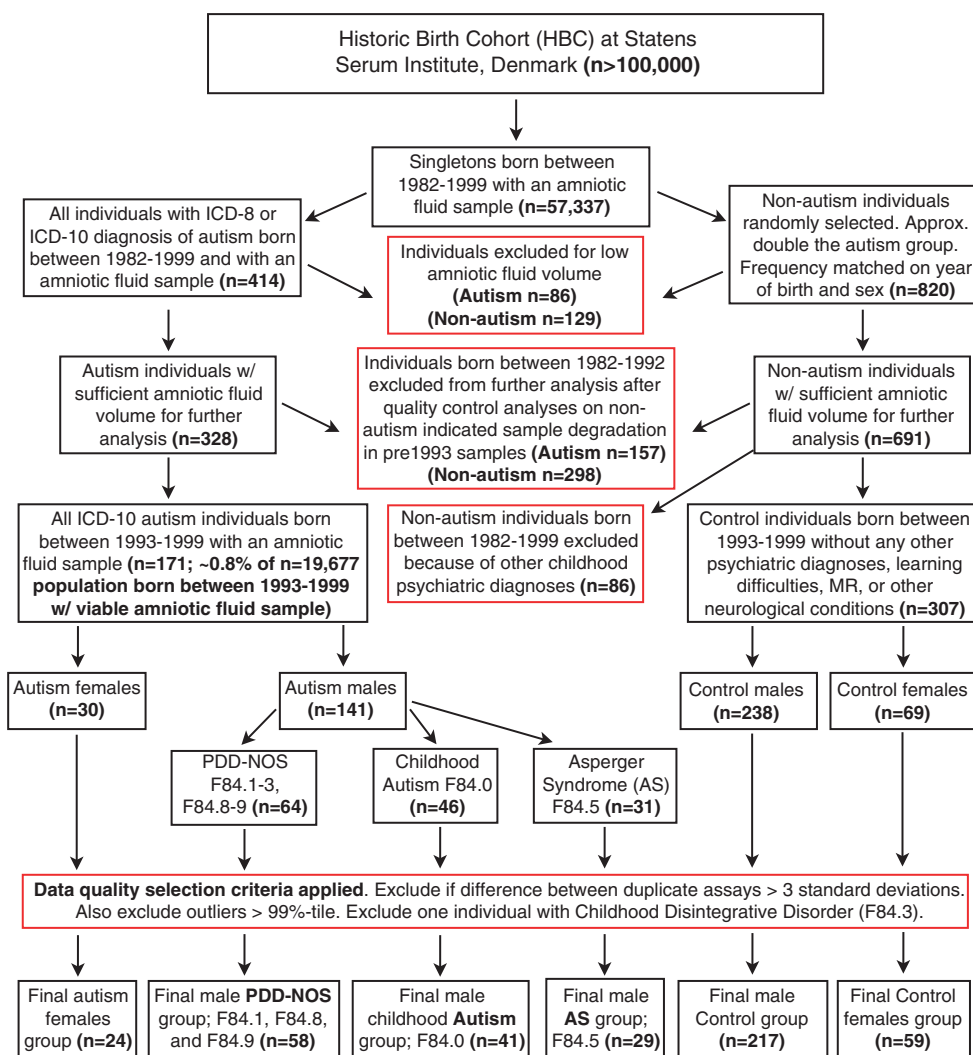 Historic Birth Cohort (HBC) at Statens
Serum Institute, Denmark (n>100,000)
Singletons born between
1982-1999 with an amniotic
fluid sample (n=57,337)
All individuals with ICD-8 or
ICD-10 diagnosis of autism born
between 1982-1999 and with an
amniotic fluid sample (n=414)
Individuals excluded for low
amniotic fluid volume
(Autism n=86)
(Non-autism n=129)
Non-autism individuals
randomly selected. Approx.
double the autism group.
Frequency matched on year
of birth and sex (n=820)
Autism individuals w/
sufficient amniotic fluid
volume for further
analysis (n=328)
Individuals born between 1982-1992
excluded from further analysis after
quality control analyses on non-
autism indicated sample degradation
in pre1993 samples (Autism n=157)
(Non-autism n=298)
Non-autism individuals
w/ sufficient amniotic
fluid volume for further
analysis (n=691)
All ICD-10 autism individuals born
between 1993-1999 with an amniotic
fluid sample (n=171; ~0.8% of n=19,677
population born between 1993-1999
w/ viable amniotic fluid sample)
Non-autism individuals born
between 1982-1999 excluded
because of other childhood
psychiatric diagnoses (n=86)
Control individuals born between
1993-1999 without any other
psychiatric diagnoses, learning
difficulties, MR, or other
neurological conditions (n=307)
Autism females
(n=30)
Autism males
(n=141)
Control males
(n=238)
Control females
(n=69)
PDD-NOS
F84.1-3,
F84.8-9 (n=64)
Childhood
Autism F84.0
(n=46)
Asperger
Syndrome (AS)
F84.5 (n=31)
Data quality selection criteria applied. Exclude if difference between duplicate assays > 3 standard deviations.
Also exclude outliers > 99%-tile. Exclude one individual with Childhood Disintegrative Disorder (F84.3).
Final autism
females
group (n=24)
Final male PDD-NOS
group; F84.1, F84.8,
and F84.9 (n=58)
Final male
childhood Autism
group; F84.0 (n=41)
Final male
AS group;
F84.5 (n=29)
Final male
Control group
(n=217)
Final Control
females group
(n=59)